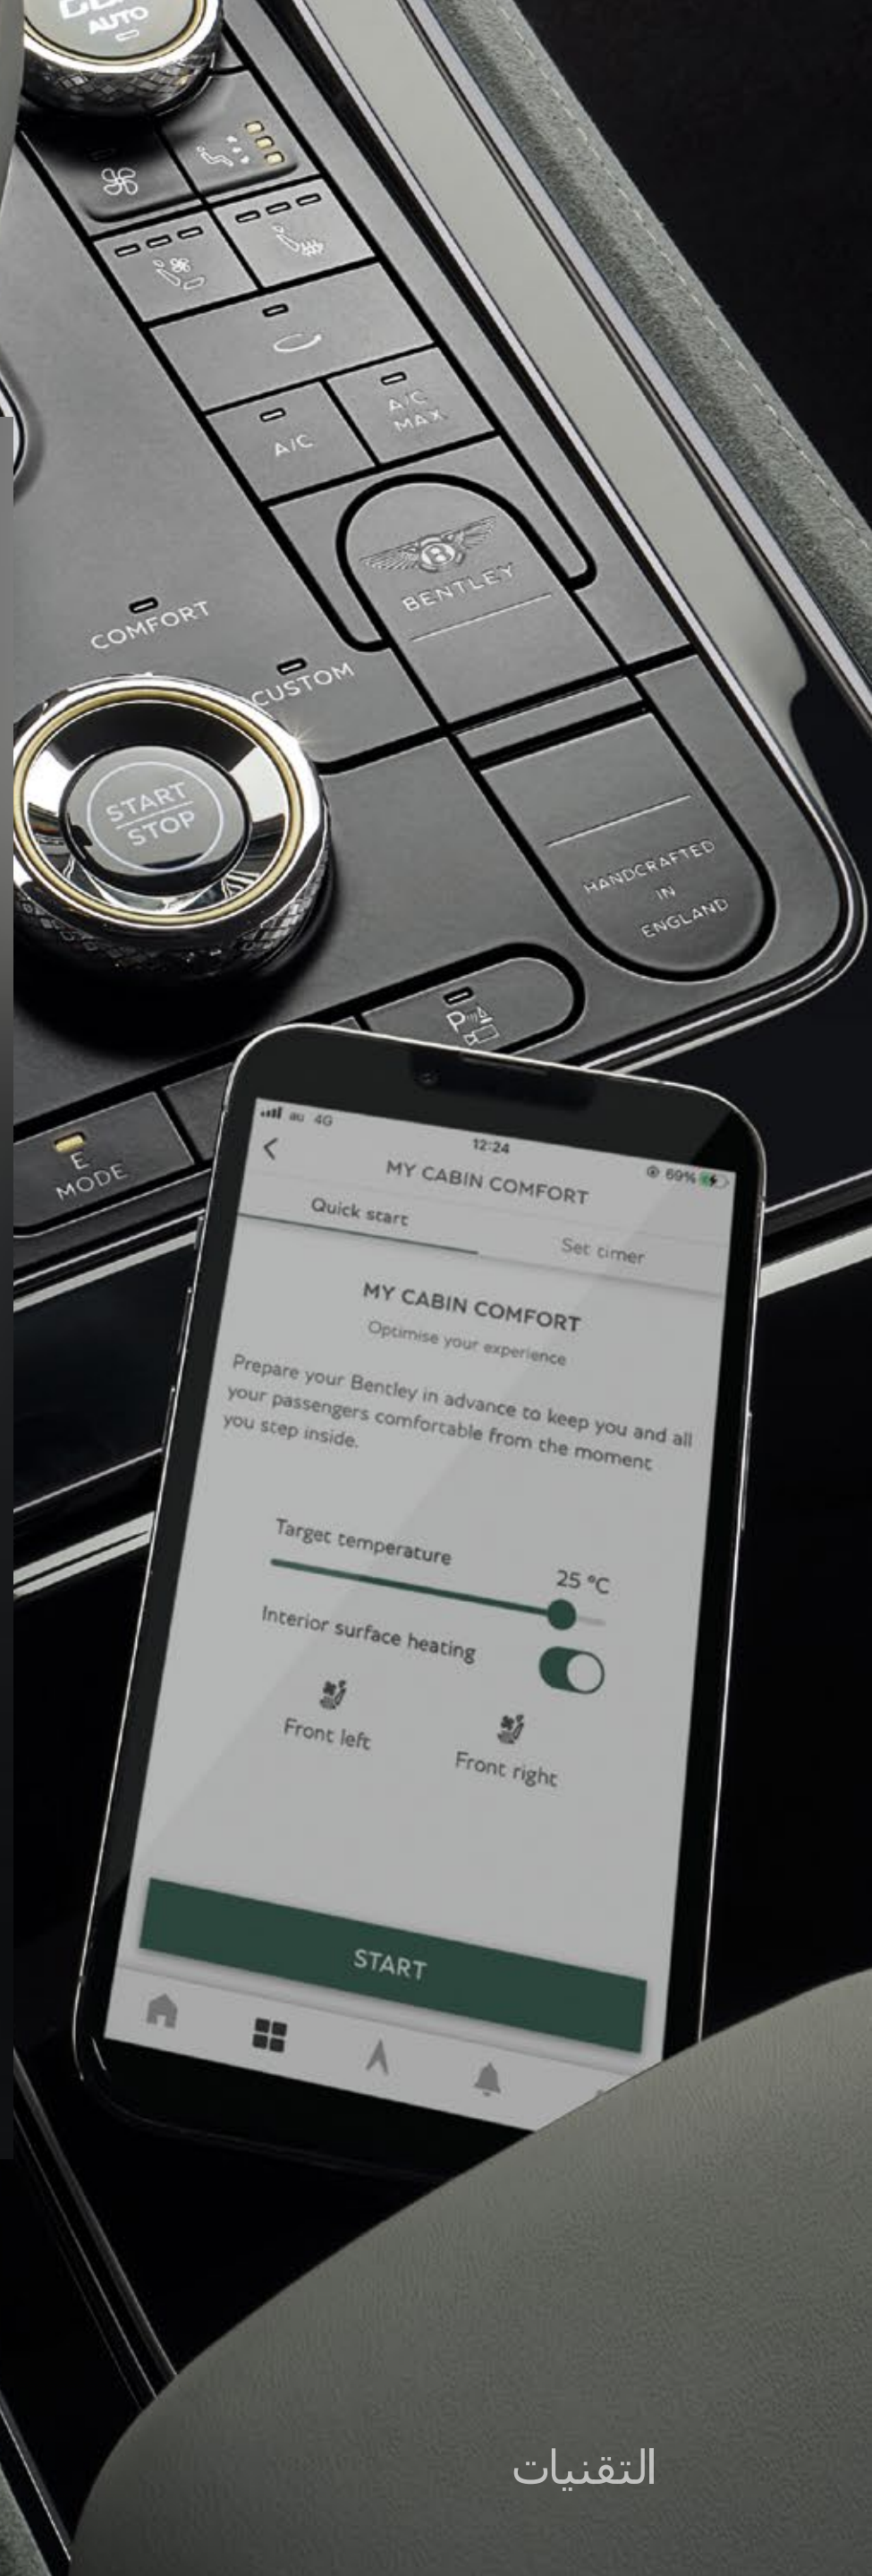 AUTO
A/C
A/C
MAX
BENTLEY
COMFORT
CUSTOM
START
STOP
HANDCRAFTED
IN
ENGLAND
P
E
MODE
au 4G
12:24
69%
MY CABIN COMFORT
Quick start
Set timer
MY CABIN COMFORT
Optimise your experience
Prepare your Bentley in advance to keep you and all
your passengers comfortable from the moment
you step inside.
Target temperature
25 °C
Interior surface heating
Front left
Front right
START
التقنيات